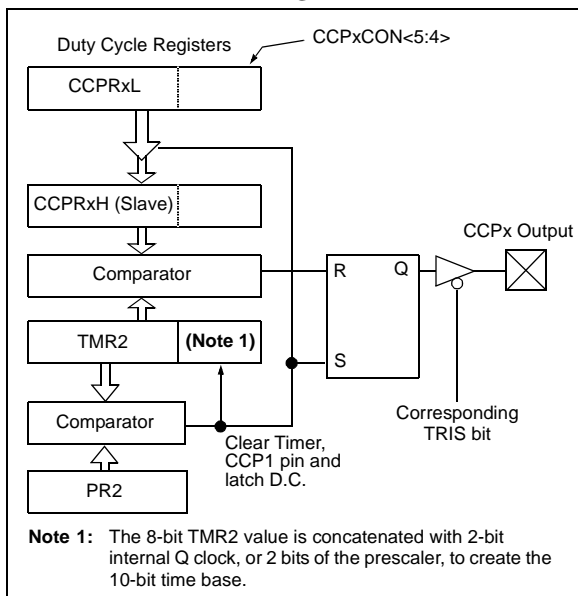 Duty Cycle Registers
CCPxCON<5:4>
CCPRxL
CCPRxH (Slave)
CCPx Output
Comparator
R
Q
TMR2
(Note 1)
S
Comparator
Clear Timer,
CCP1 pin and
latch D.C.
Corresponding
TRIS bit
PR2
Note 1: The 8-bit TMR2 value is concatenated with 2-bit
internal Q clock, or 2 bits of the prescaler, to create the
10-bit time base.